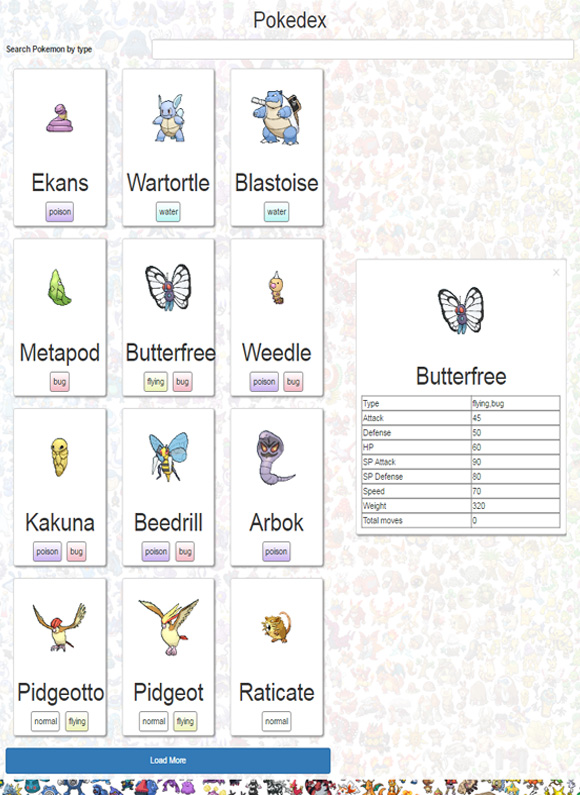 Pokedex
Search Pokemon by type
Ekans
poison
Wartortle
water
Blastoise
water
Metapod
bug
Butterfree
flying bug
Weedle
poison bug
Kakuna
poison bug
Beedrill
poison bug
Arbok
poison
Pidgeotto
normal flying
Pidgeot
normal flying
Raticate
normal
Load More
×
Butterfree
Type flying,bug
Attack 45
Defense 50
HP 60
SP Attack 90
SP Defense 80
Speed 70
Weight 320
Total moves 0